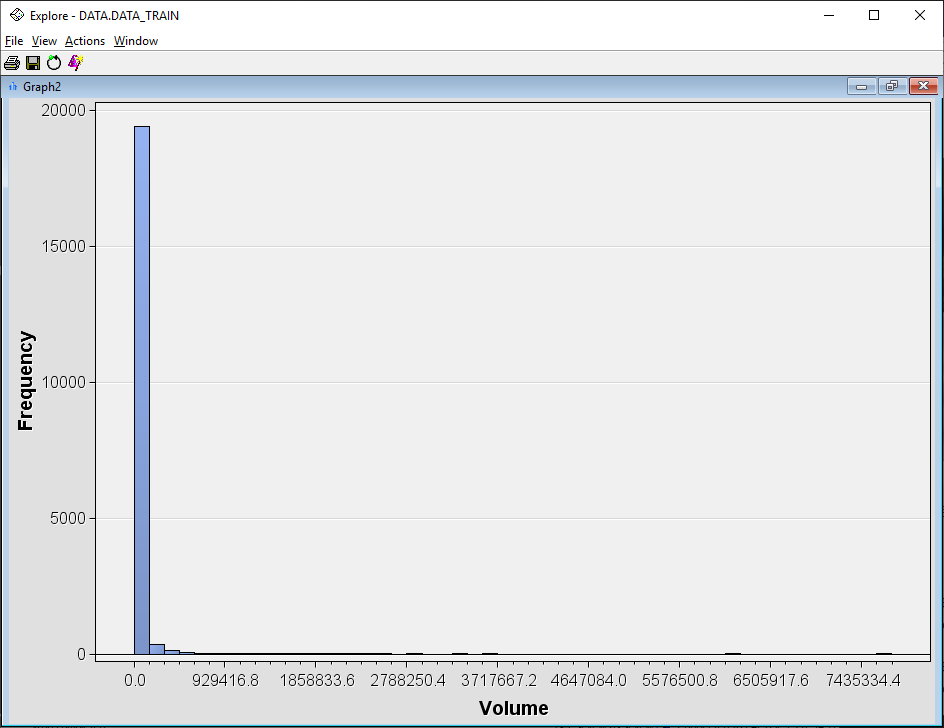 Explore - DATA.DATA_TRAIN
File View Actions Window
Graph2
20000
15000
10000
5000
0
Frequency
0.0 929416.8 1858833.6 2788250.4 3717667.2 4647084.0 5576500.8 6505917.6 7435334.4
Volume